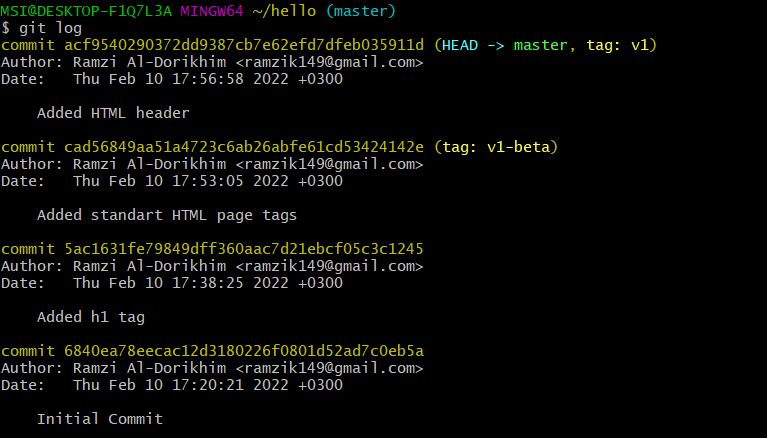 MSI@DESKTOP-F1Q7L3A MINGW64 ~/hello (master)
$ git log
commit acf9540290372dd9387cb7e62efd7dfeb035911d (HEAD -> master, tag: v1)
Author: Ramzi Al-Dorikhim <ramzik149@gmail.com>
Date:   Thu Feb 10 17:56:58 2022 +0300
    Added HTML header
commit cad56849aa51a4723c6ab26abfe61cd53424142e (tag: v1-beta)
Author: Ramzi Al-Dorikhim <ramzik149@gmail.com>
Date:   Thu Feb 10 17:53:05 2022 +0300
    Added standart HTML page tags
commit 5ac1631fe79849dff360aac7d21ebcf05c3c1245
Author: Ramzi Al-Dorikhim <ramzik149@gmail.com>
Date:   Thu Feb 10 17:38:25 2022 +0300
    Added h1 tag
commit 6840ea78eecac12d3180226f0801d52ad7c0eb5a
Author: Ramzi Al-Dorikhim <ramzik149@gmail.com>
Date:   Thu Feb 10 17:20:21 2022 +0300
    Initial Commit